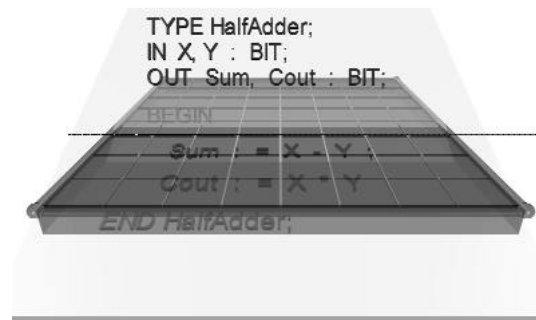 TYPE HalfAdder;
IN X, Y : BIT;
OUT Sum, Cout : BIT;
BEGIN
Sum : = X - Y ;
Cout : = X * Y
END HalfAdder;